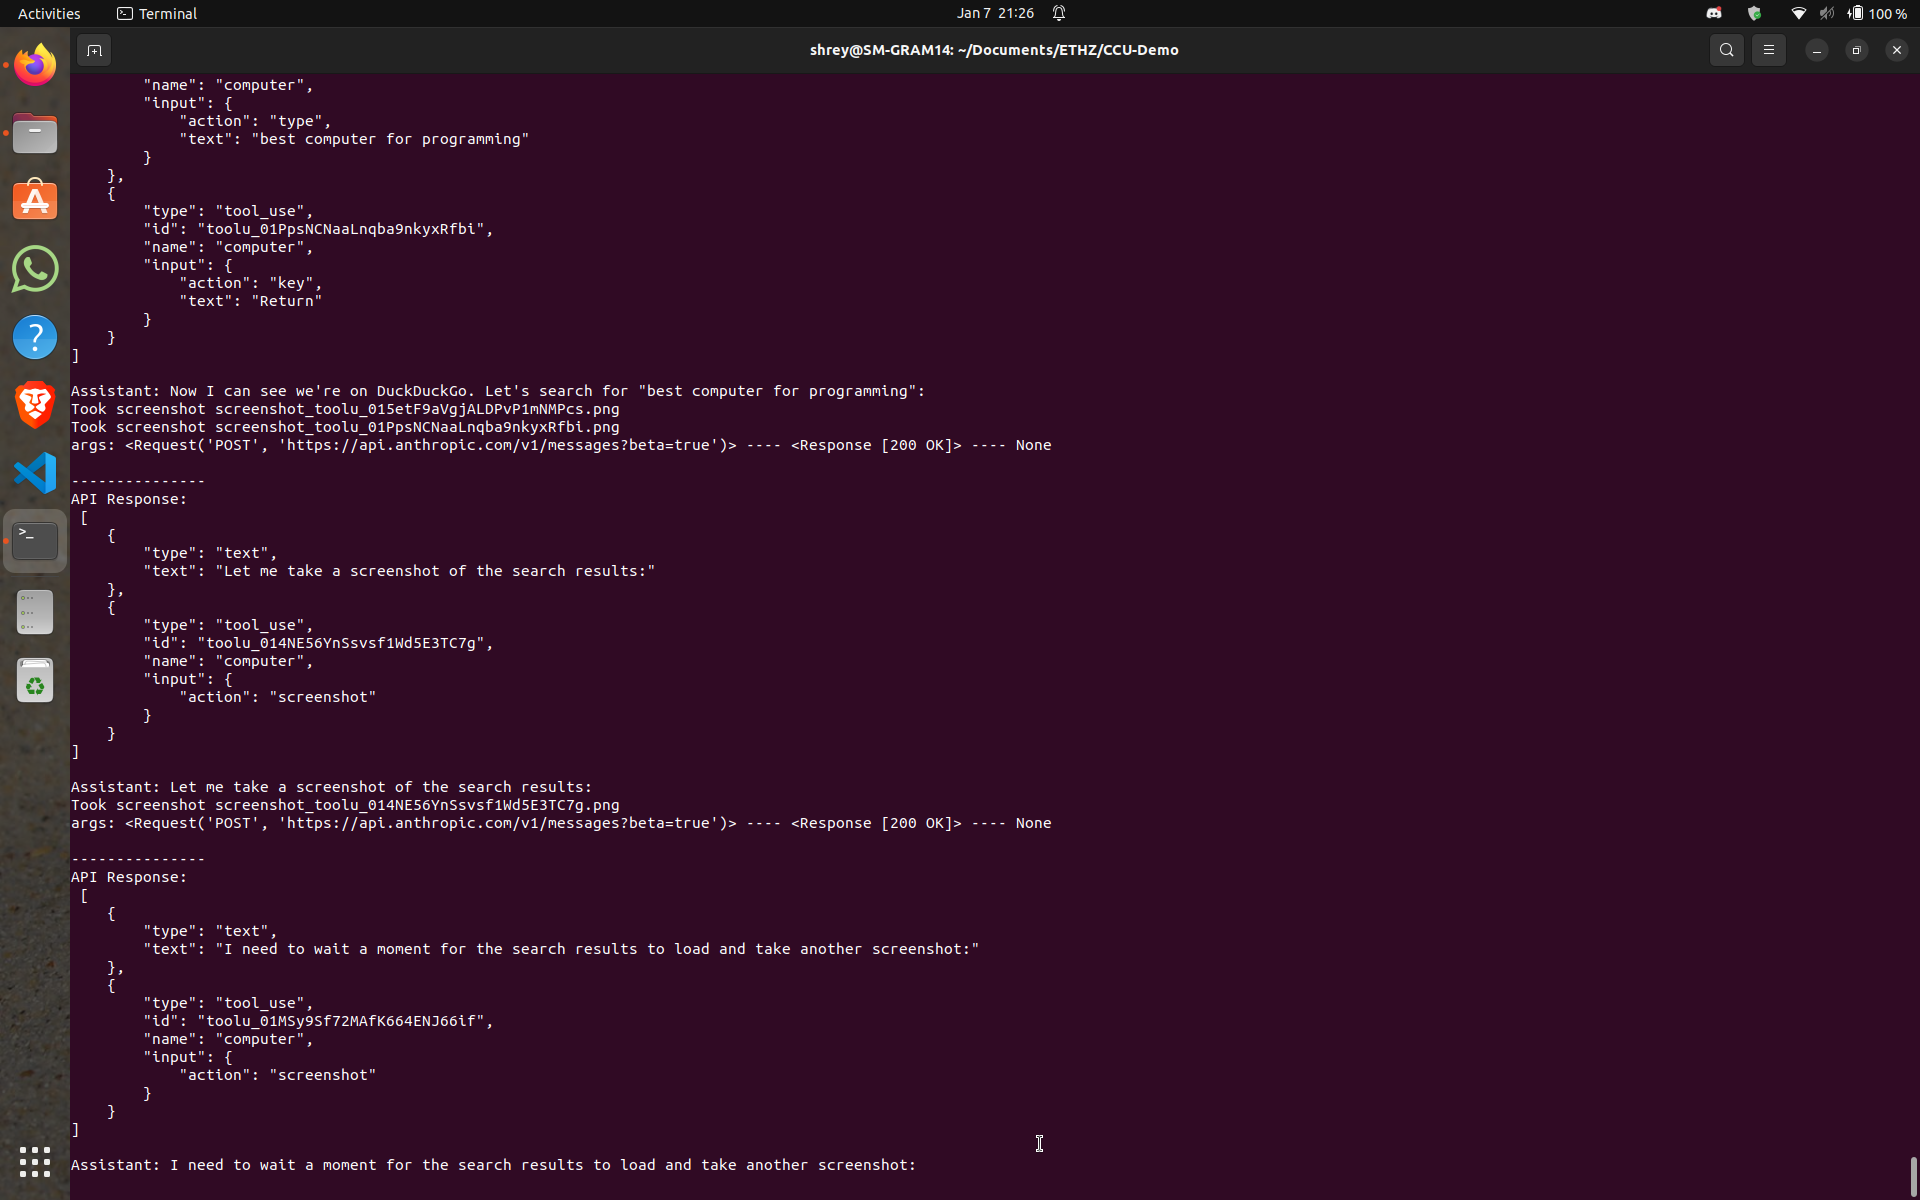 Activities Terminal Jan 7 21:26 100 %
shrey@SM-GRAM14: ~/Documents/ETHZ/CCU-Demo
        "name": "computer",
        "input": {
            "action": "type",
            "text": "best computer for programming"
        }
    },
    {
        "type": "tool_use",
        "id": "toolu_01PpsNCNaaLnqba9nkyxRfbi",
        "name": "computer",
        "input": {
            "action": "key",
            "text": "Return"
        }
    }
]
Assistant: Now I can see we're on DuckDuckGo. Let's search for "best computer for programming":
Took screenshot screenshot_toolu_015etF9aVgjALDPvP1mNMPcs.png
Took screenshot screenshot_toolu_01PpsNCNaaLnqba9nkyxRfbi.png
args: <Request('POST', 'https://api.anthropic.com/v1/messages?beta=true')> ---- <Response [200 OK]> ---- None
---------------
API Response:
 [
    {
        "type": "text",
        "text": "Let me take a screenshot of the search results:"
    },
    {
        "type": "tool_use",
        "id": "toolu_014NE56YnSsvsf1Wd5E3TC7g",
        "name": "computer",
        "input": {
            "action": "screenshot"
        }
    }
]
Assistant: Let me take a screenshot of the search results:
Took screenshot screenshot_toolu_014NE56YnSsvsf1Wd5E3TC7g.png
args: <Request('POST', 'https://api.anthropic.com/v1/messages?beta=true')> ---- <Response [200 OK]> ---- None
---------------
API Response:
 [
    {
        "type": "text",
        "text": "I need to wait a moment for the search results to load and take another screenshot:"
    },
    {
        "type": "tool_use",
        "id": "toolu_01MSy9Sf72MAfK664ENJ66if",
        "name": "computer",
        "input": {
            "action": "screenshot"
        }
    }
]
Assistant: I need to wait a moment for the search results to load and take another screenshot: